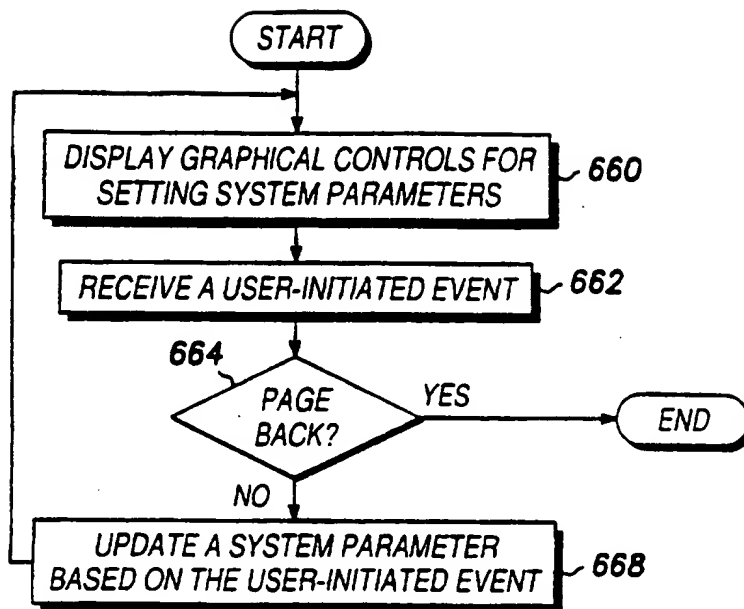 START
DISPLAY GRAPHICAL CONTROLS FOR
SETTING SYSTEM PARAMETERS
660
RECEIVE A USER-INITIATED EVENT
662
664
PAGE
BACK?
YES
END
NO
UPDATE A SYSTEM PARAMETER
BASED ON THE USER-INITIATED EVENT
668